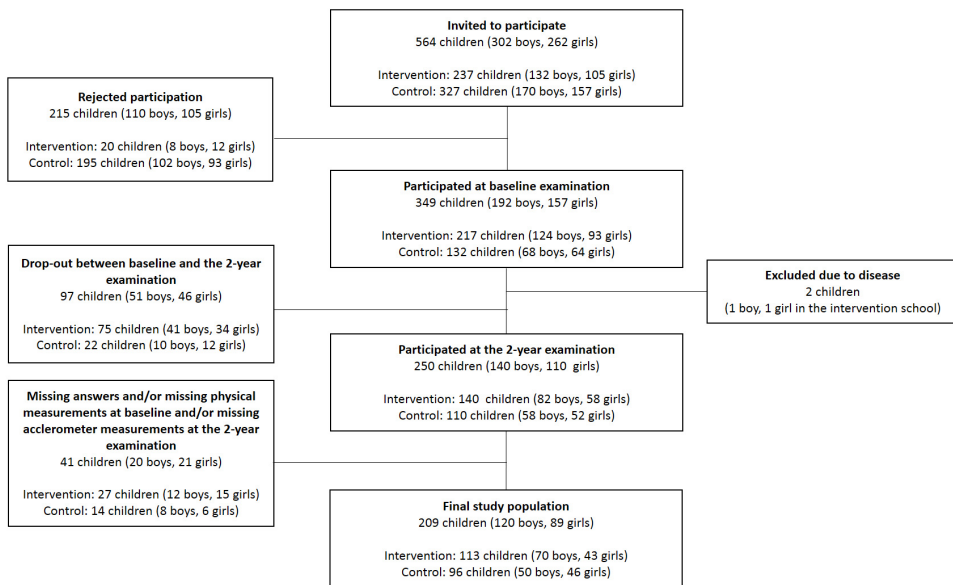 Invited to participate
564 children (302 boys, 262 girls)
Intervention: 237 children (132 boys, 105 girls)
Control: 327 children (170 boys, 157 girls)
Rejected participation
215 children (110 boys, 105 girls)
Intervention: 20 children (8 boys, 12 girls)
Control: 195 children (102 boys, 93 girls)
Participated at baseline examination
349 children (192 boys, 157 girls)
Intervention: 217 children (124 boys, 93 girls)
Control: 132 children (68 boys, 64 girls)
Drop-out between baseline and the 2-year
examination
97 children (51 boys, 46 girls)
Intervention: 75 children (41 boys, 34 girls)
Control: 22 children (10 boys, 12 girls)
Excluded due to disease
2 children
(1 boy, 1 girl in the intervention school)
Participated at the 2-year examination
250 children (140 boys, 110 girls)
Intervention: 140 children (82 boys, 58 girls)
Control: 110 children (58 boys, 52 girls)
Missing answers and/or missing physical
measurements at baseline and/or missing
acclerometer measurements at the 2-year
examination
41 children (20 boys, 21 girls)
Intervention: 27 children (12 boys, 15 girls)
Control: 14 children (8 boys, 6 girls)
Final study population
209 children (120 boys, 89 girls)
Intervention: 113 children (70 boys, 43 girls)
Control: 96 children (50 boys, 46 girls)